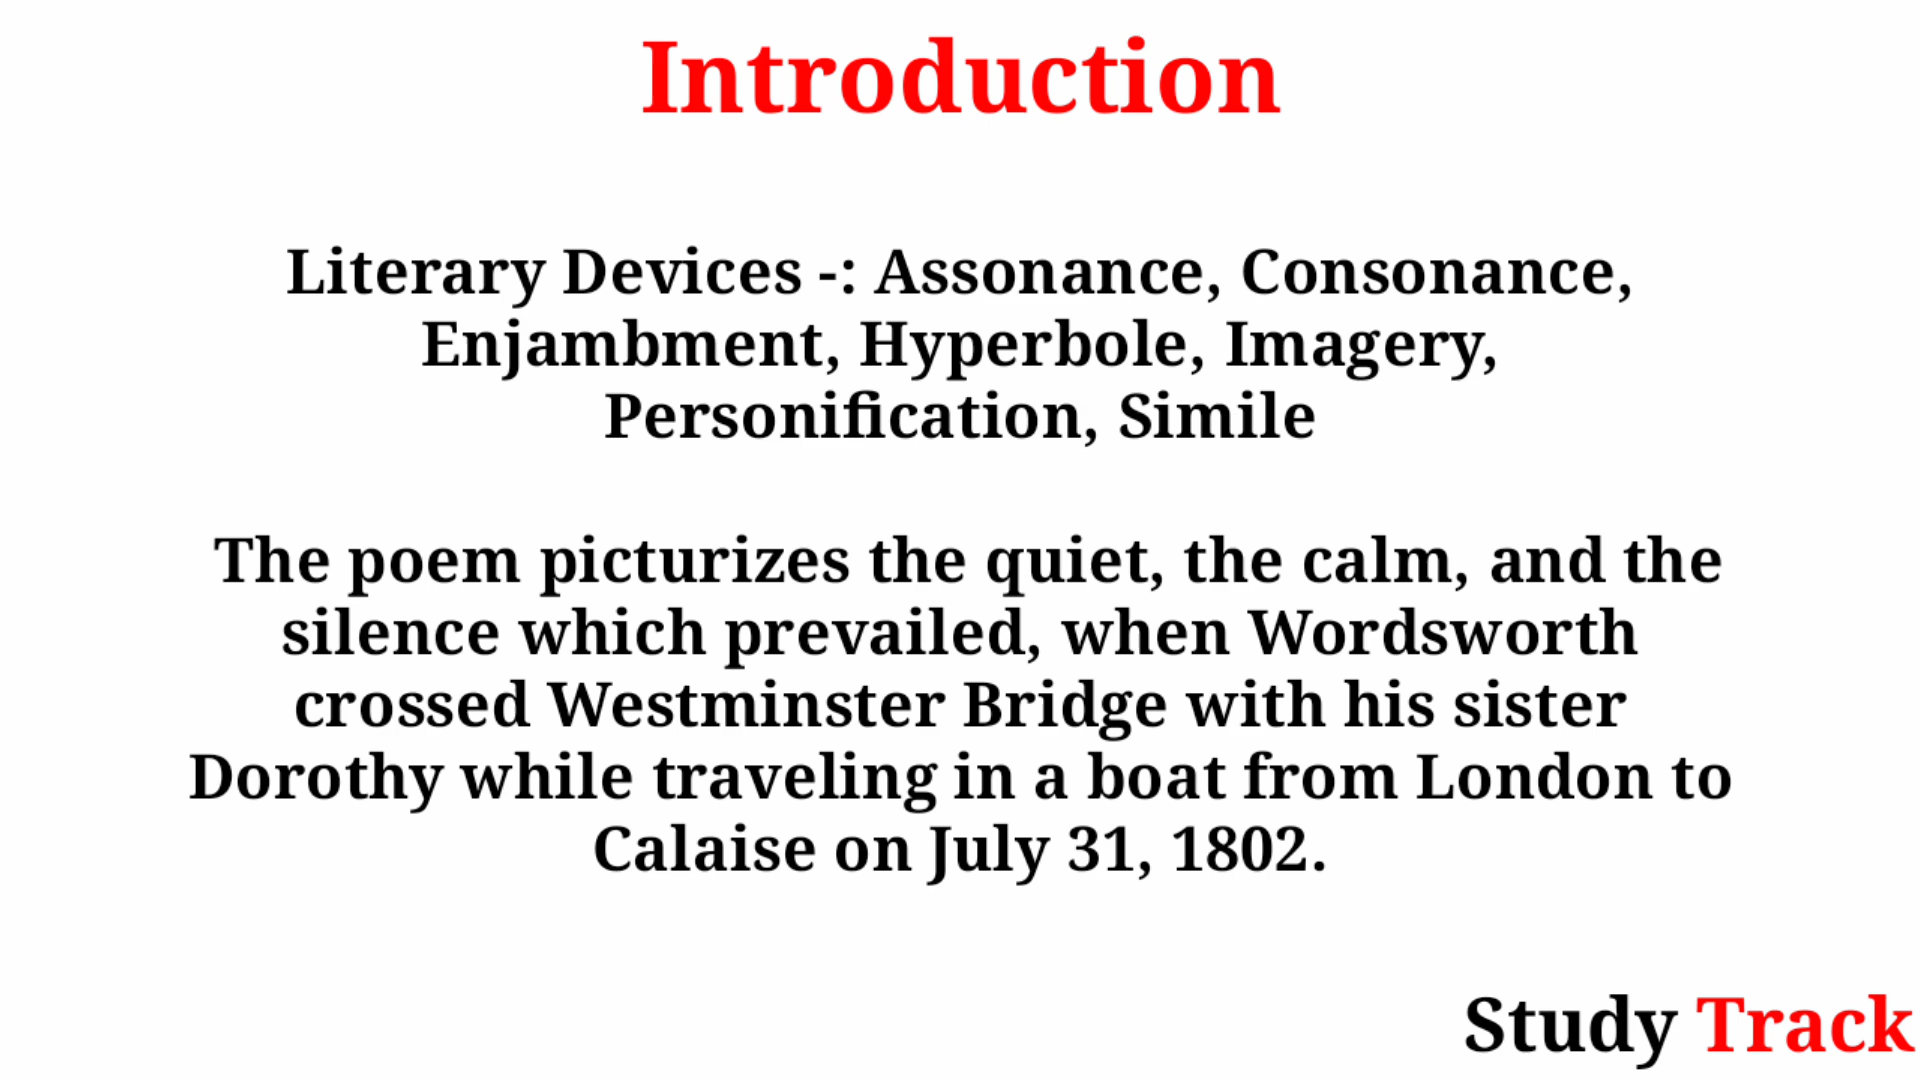 Introduction
Literary Devices -: Assonance, Consonance,
Enjambment, Hyperbole, Imagery,
Personification, Simile
The poem picturizes the quiet, the calm, and the
silence which prevailed, when Wordsworth
crossed Westminster Bridge with his sister
Dorothy while traveling in a boat from London to
Calaise on July 31, 1802.
Study Track